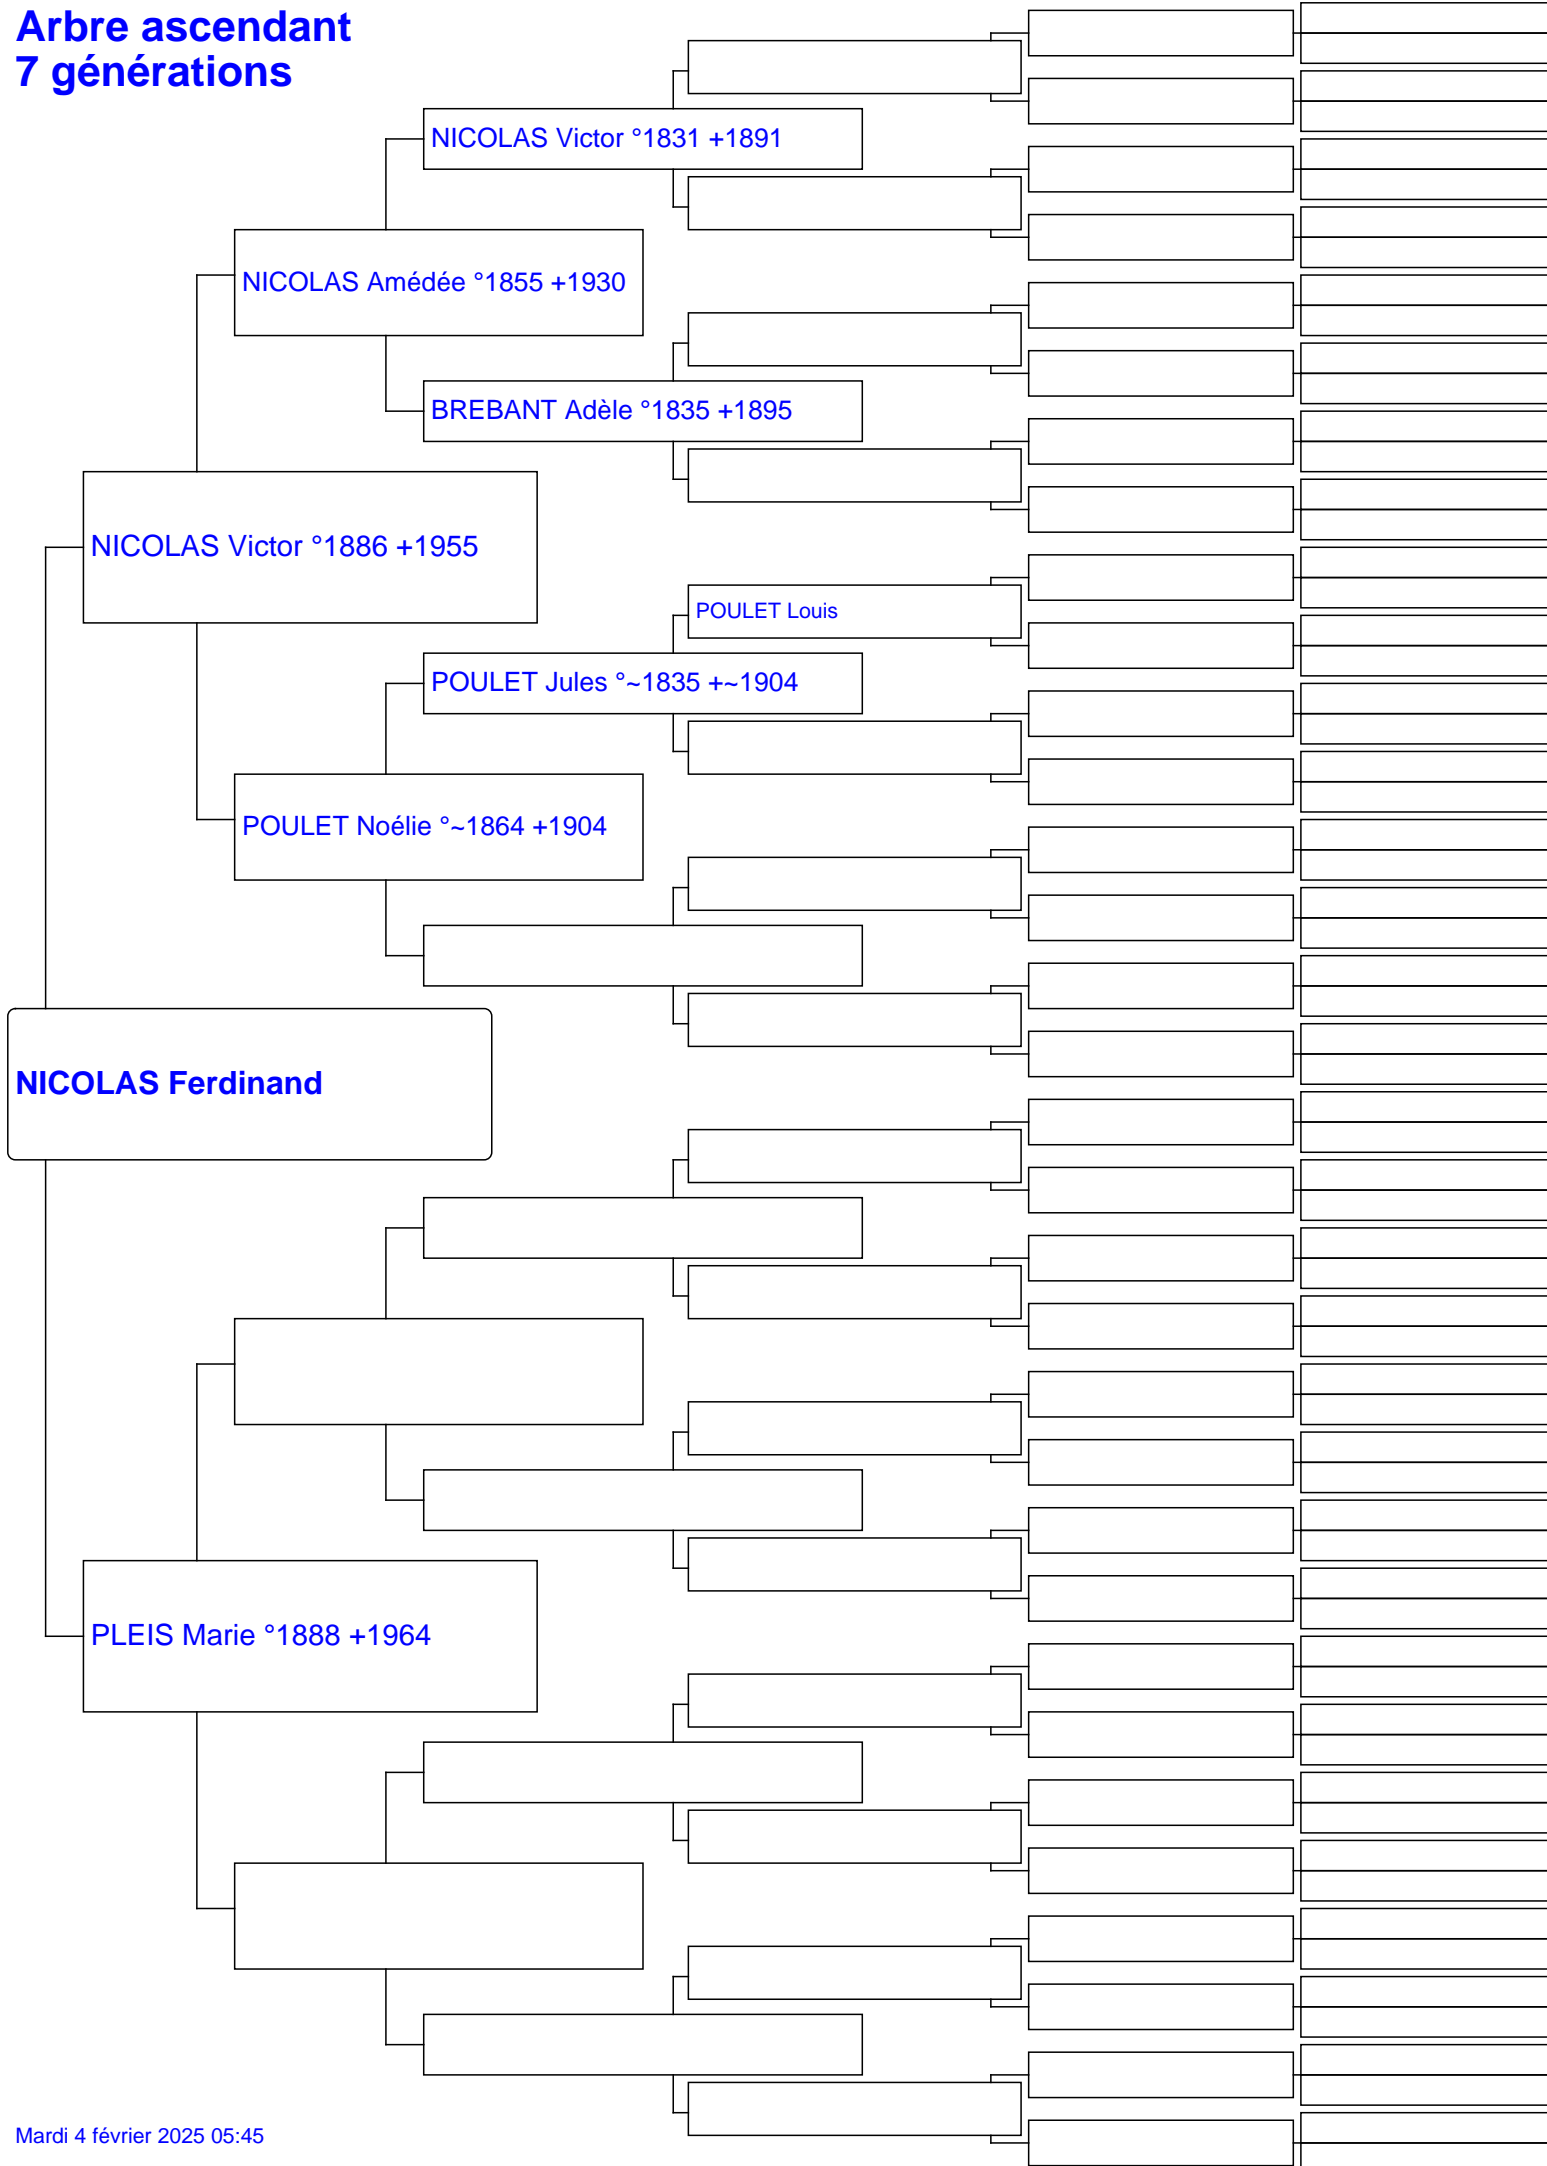 Arbre ascendant
7 générations
NICOLAS Victor °1831 +1891
NICOLAS Amédée °1855 +1930
BREBANT Adèle °1835 +1895
NICOLAS Victor °1886 +1955
POULET Louis
POULET Jules °~1835 +~1904
POULET Noélie °~1864 +1904
NICOLAS Ferdinand
PLEIS Marie °1888 +1964
Mardi 4 février 2025 05:45